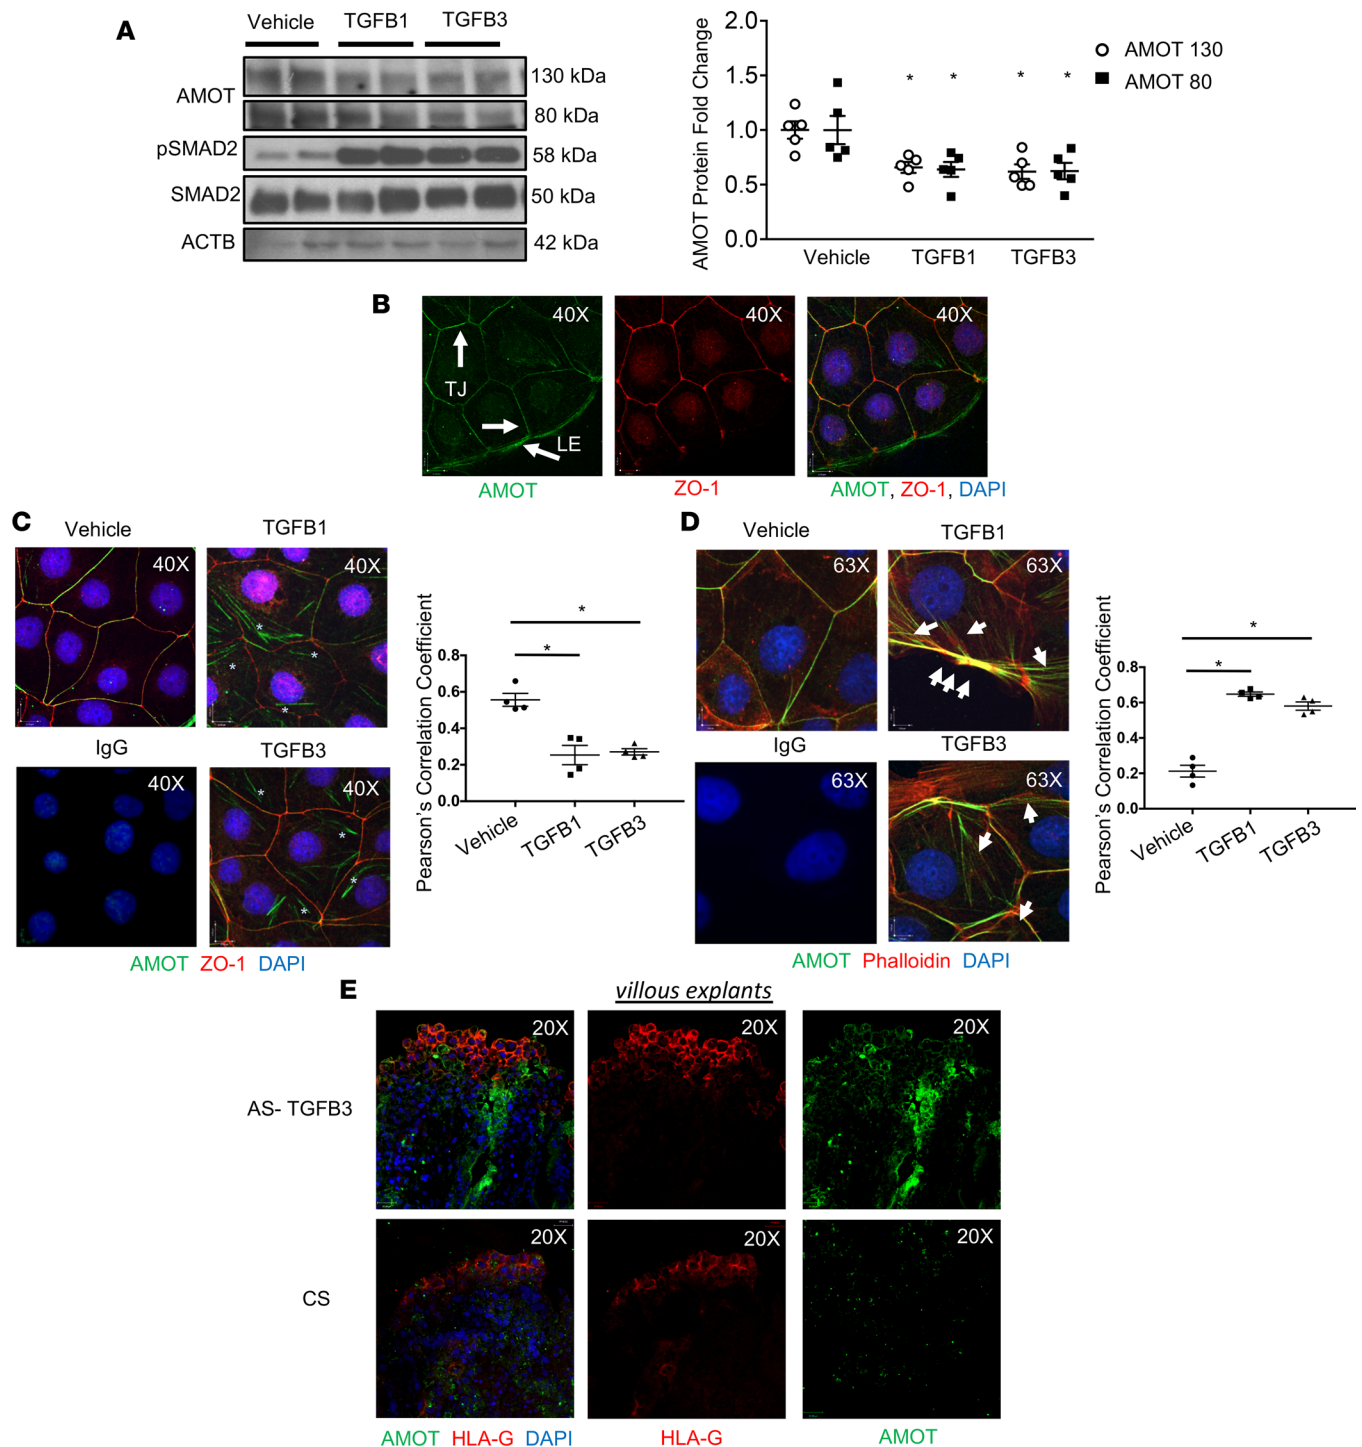 A
Vehicle TGFB1 TGFB3
AMOT
130 kDa
80 kDa
pSMAD2
58 kDa
SMAD2
50 kDa
ACTB
42 kDa
AMOT Protein Fold Change
2.0
1.5
1.0
0.5
0.0
* * * *
Vehicle TGFB1 TGFB3
AMOT 130
AMOT 80
B
40X 40X 40X
TJ
LE
AMOT
ZO-1
AMOT, ZO-1, DAPI
C
Vehicle TGFB1
40X 40X
* * * *
IgG TGFB3
40X 40X
* * * *
AMOT ZO-1 DAPI
Pearson's Correlation Coefficient
0.8
0.6
0.4
0.2
0.0
*
*
Vehicle TGFB1 TGFB3
D
Vehicle TGFB1
63X 63X
IgG TGFB3
63X 63X
AMOT Phalloidin DAPI
Pearson's Correlation Coefficient
0.8
0.6
0.4
0.2
0.0
*
*
Vehicle TGFB1 TGFB3
E
villous explants
AS- TGFB3
20X 20X 20X
CS
20X 20X 20X
AMOT HLA-G DAPI
HLA-G
AMOT